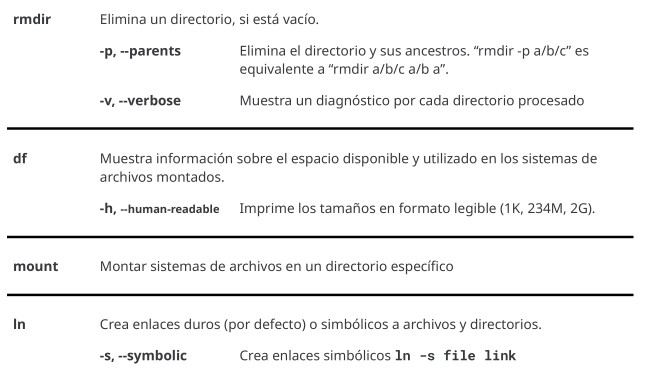 rmdir Elimina un directorio, si está vacío.
-p, --parents Elimina el directorio y sus ancestros. “rmdir -p a/b/c” es
equivalente a “rmdir a/b/c a/b a”.
-v, --verbose Muestra un diagnóstico por cada directorio procesado
df Muestra información sobre el espacio disponible y utilizado en los sistemas de
archivos montados.
-h, --human-readable Imprime los tamaños en formato legible (1K, 234M, 2G).
mount Montar sistemas de archivos en un directorio específico
ln Crea enlaces duros (por defecto) o simbólicos a archivos y directorios.
-s, --symbolic Crea enlaces simbólicos ln -s file link